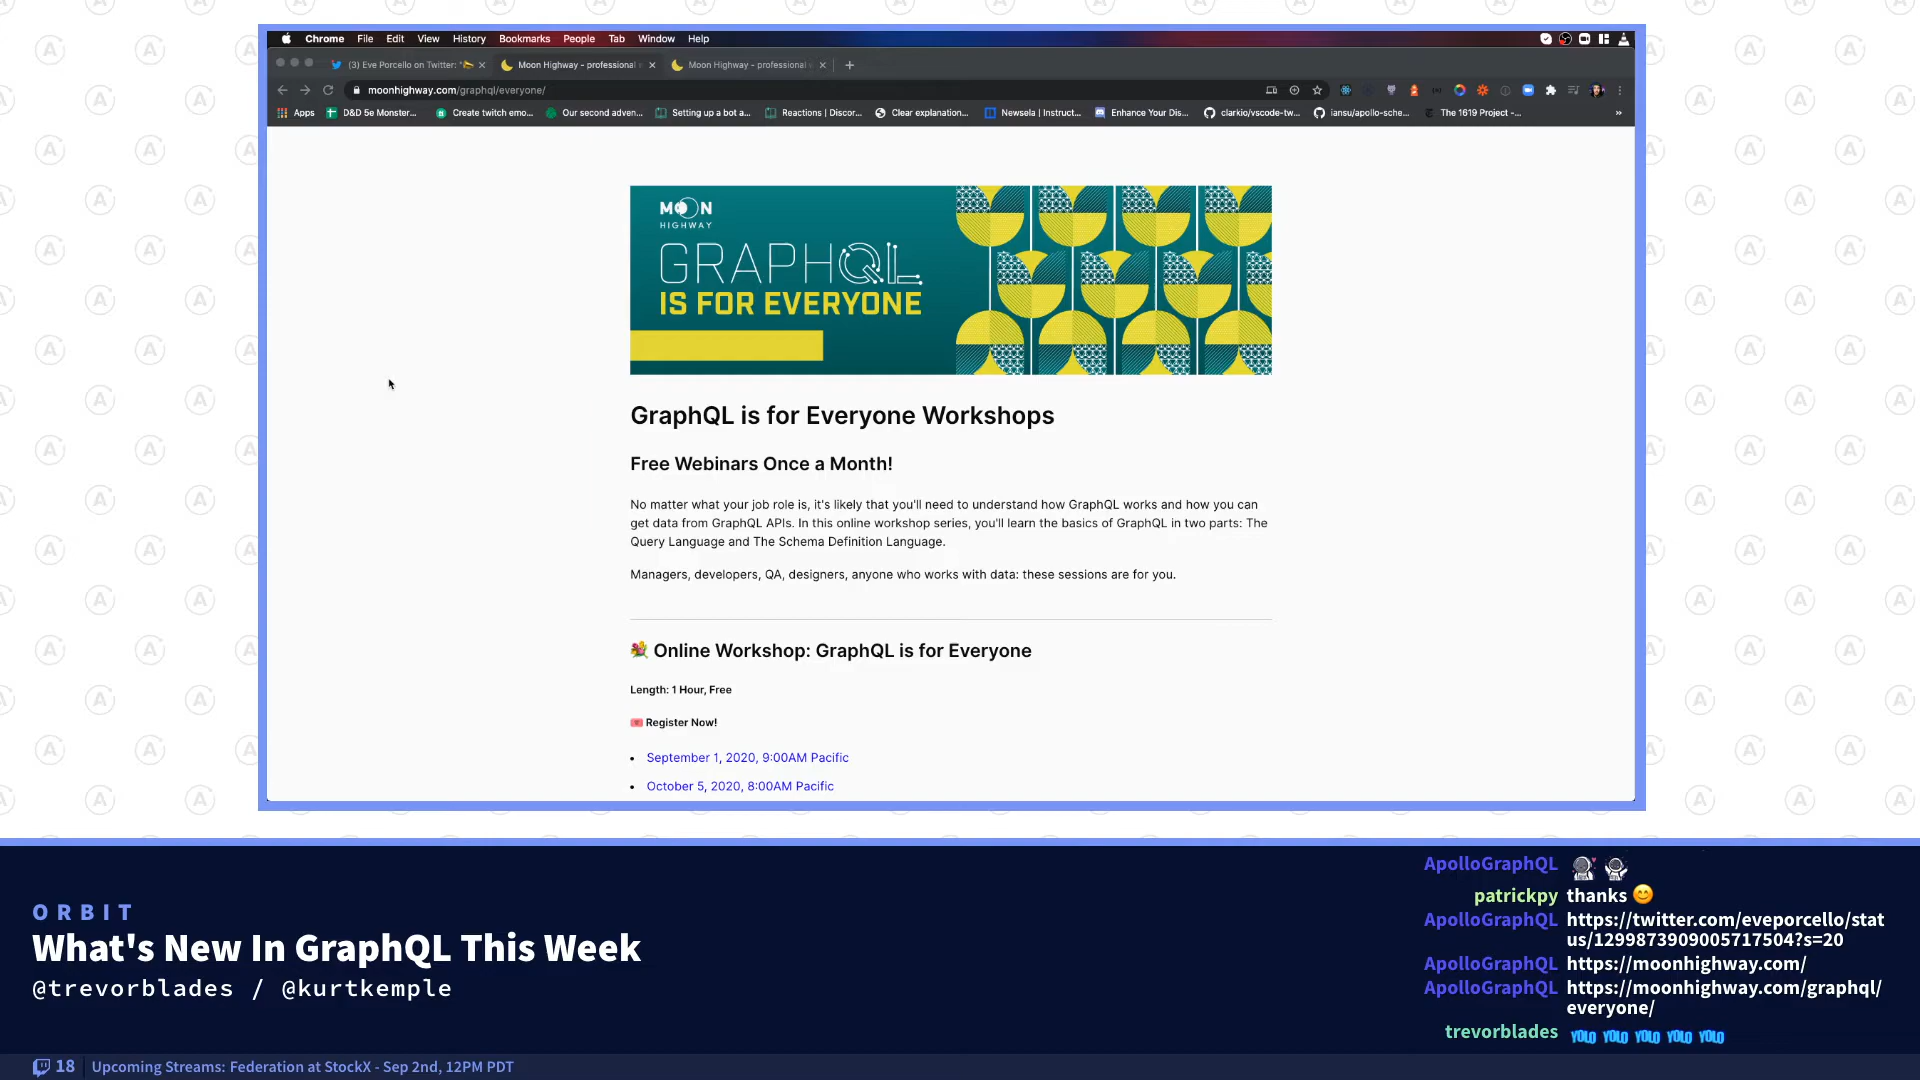 Chrome File Edit View History Bookmarks People Tab Window Help
(3) Eve Porcello on Twitter: "
Moon Highway - professional
Moon Highway - professional
moonhighway.com/graphql/everyone/
Apps
D&D 5e Monster...
Create twitch emo...
Our second adven...
Setting up a bot a...
Reactions | Discor...
Clear explanation...
Newsela | Instruct...
Enhance Your Dis...
clarkio/vscode-tw...
iansu/apollo-sche...
The 1619 Project -...
»
MOON
HIGHWAY
GRAPHQL
IS FOR EVERYONE
GraphQL is for Everyone Workshops
Free Webinars Once a Month!
No matter what your job role is, it's likely that you'll need to understand how GraphQL works and how you can
get data from GraphQL APIs. In this online workshop series, you'll learn the basics of GraphQL in two parts: The
Query Language and The Schema Definition Language.
Managers, developers, QA, designers, anyone who works with data: these sessions are for you.
💐 Online Workshop: GraphQL is for Everyone
Length: 1 Hour, Free
Register Now!
• September 1, 2020, 9:00AM Pacific
• October 5, 2020, 8:00AM Pacific
ORBIT
What's New In GraphQL This Week
@trevorblades / @kurtkemple
ApolloGraphQL
patrickpy thanks 😊
ApolloGraphQL https://twitter.com/eveporcello/stat
us/1299873909005717504?s=20
ApolloGraphQL https://moonhighway.com/
ApolloGraphQL https://moonhighway.com/graphql/
everyone/
trevorblades YOLO YOLO YOLO YOLO YOLO
18 Upcoming Streams: Federation at StockX - Sep 2nd, 12PM PDT